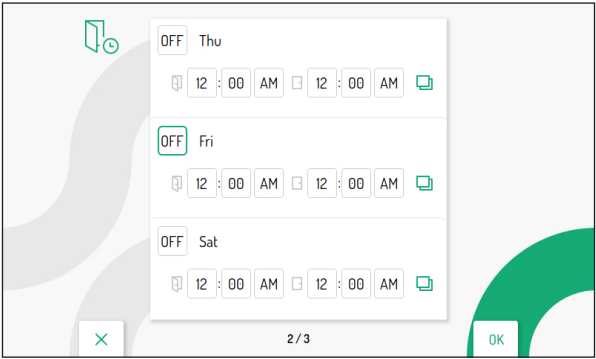 OFF Thu
12 : 00 AM 12 : 00 AM
OFF Fri
12 : 00 AM 12 : 00 AM
OFF Sat
12 : 00 AM 12 : 00 AM
2/3 OK